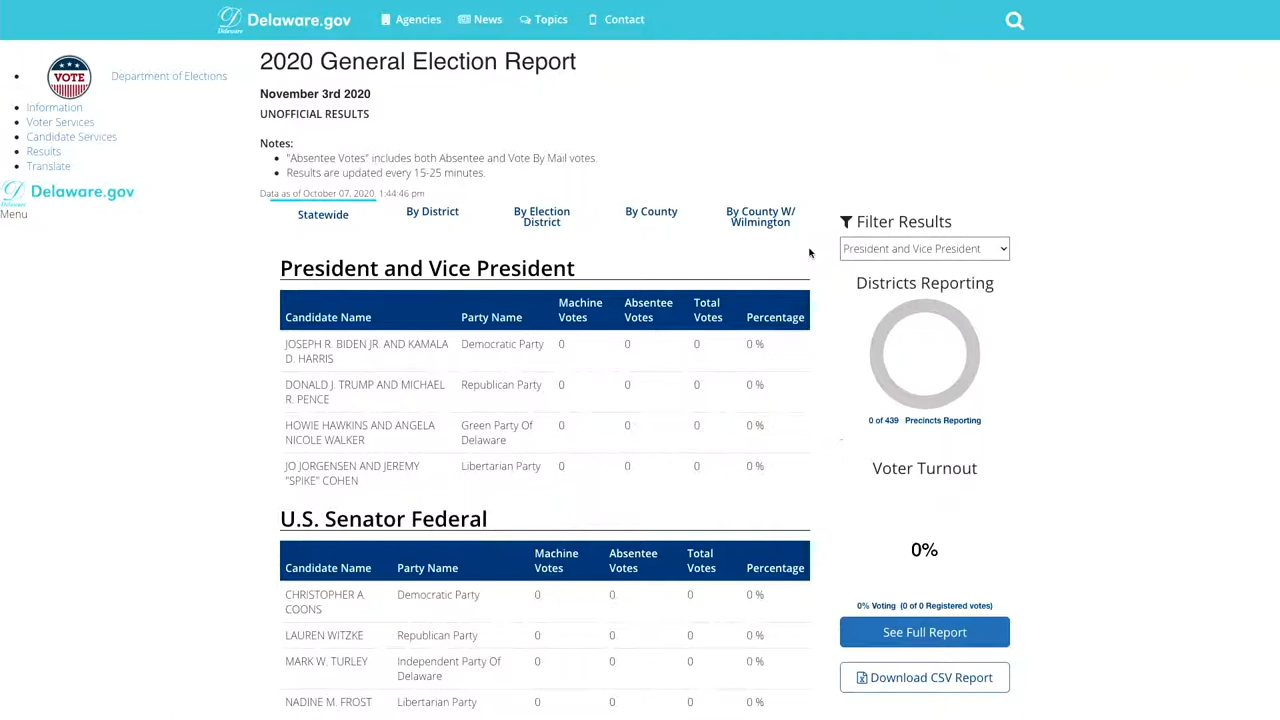 Delaware
Delaware.gov
Agencies
News
Topics
Contact
VOTE
Department of Elections
Information
Voter Services
Candidate Services
Results
Translate
Delaware
Delaware.gov
Menu
2020 General Election Report
November 3rd 2020
UNOFFICIAL RESULTS
Notes:
"Absentee Votes" includes both Absentee and Vote By Mail votes.
Results are updated every 15-25 minutes.
Data as of October 07, 2020, 1:44:46 pm
Statewide
By District
By Election
District
By County
By County W/
Wilmington
President and Vice President
Candidate Name Party Name Machine Votes Absentee Votes Total Votes Percentage
JOSEPH R. BIDEN JR. AND KAMALA Democratic Party 0 0 0 0 %
D. HARRIS
DONALD J. TRUMP AND MICHAEL Republican Party 0 0 0 0 %
R. PENCE
HOWIE HAWKINS AND ANGELA Green Party Of 0 0 0 0 %
NICOLE WALKER Delaware
JO JORGENSEN AND JEREMY Libertarian Party 0 0 0 0 %
"SPIKE" COHEN
U.S. Senator Federal
Candidate Name Party Name Machine Votes Absentee Votes Total Votes Percentage
CHRISTOPHER A. Democratic Party 0 0 0 0 %
COONS
LAUREN WITZKE Republican Party 0 0 0 0 %
MARK W. TURLEY Independent Party Of 0 0 0 0 %
Delaware
NADINE M. FROST Libertarian Party 0 0 0 0 %
Filter Results
President and Vice President
Districts Reporting
0 of 439 Precincts Reporting
Voter Turnout
0%
0% Voting (0 of 0 Registered votes)
See Full Report
Download CSV Report